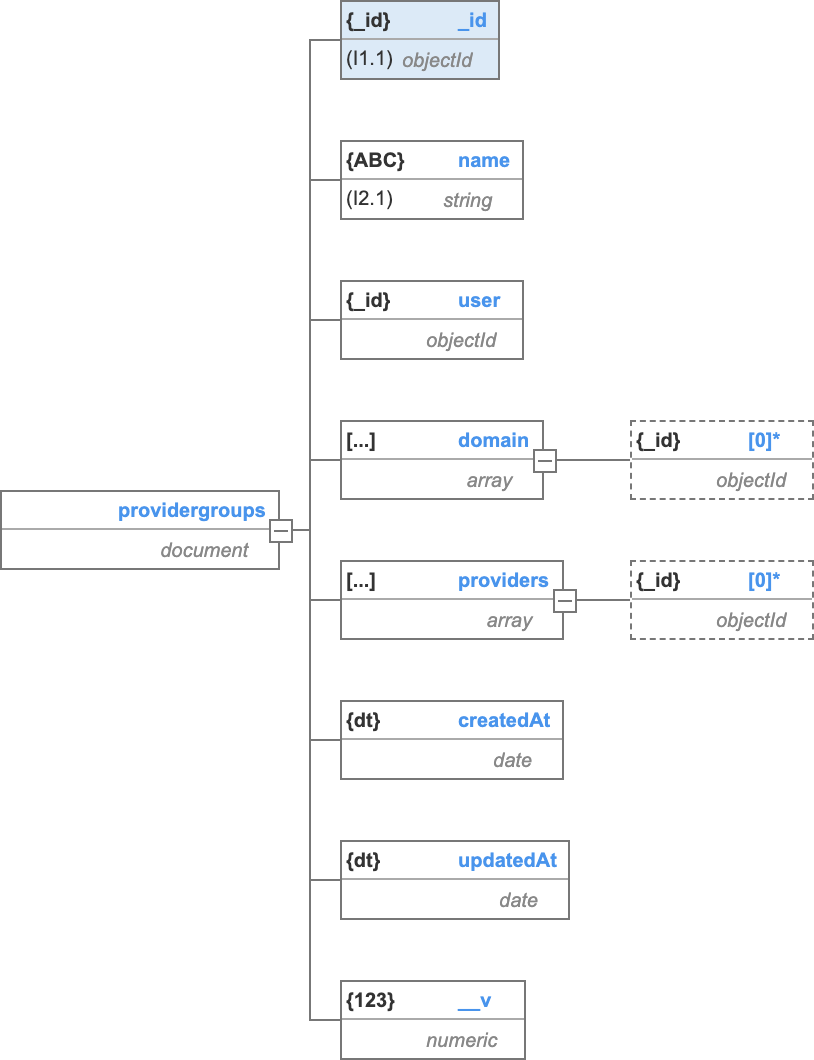 {_id} _id
(I1.1) objectId
{ABC} name
(I2.1) string
{_id} user
objectId
[...] domain
array
{_id} [0]*
objectId
providergroups
document
[...] providers
array
{_id} [0]*
objectId
{dt} createdAt
date
{dt} updatedAt
date
{123} __v
numeric